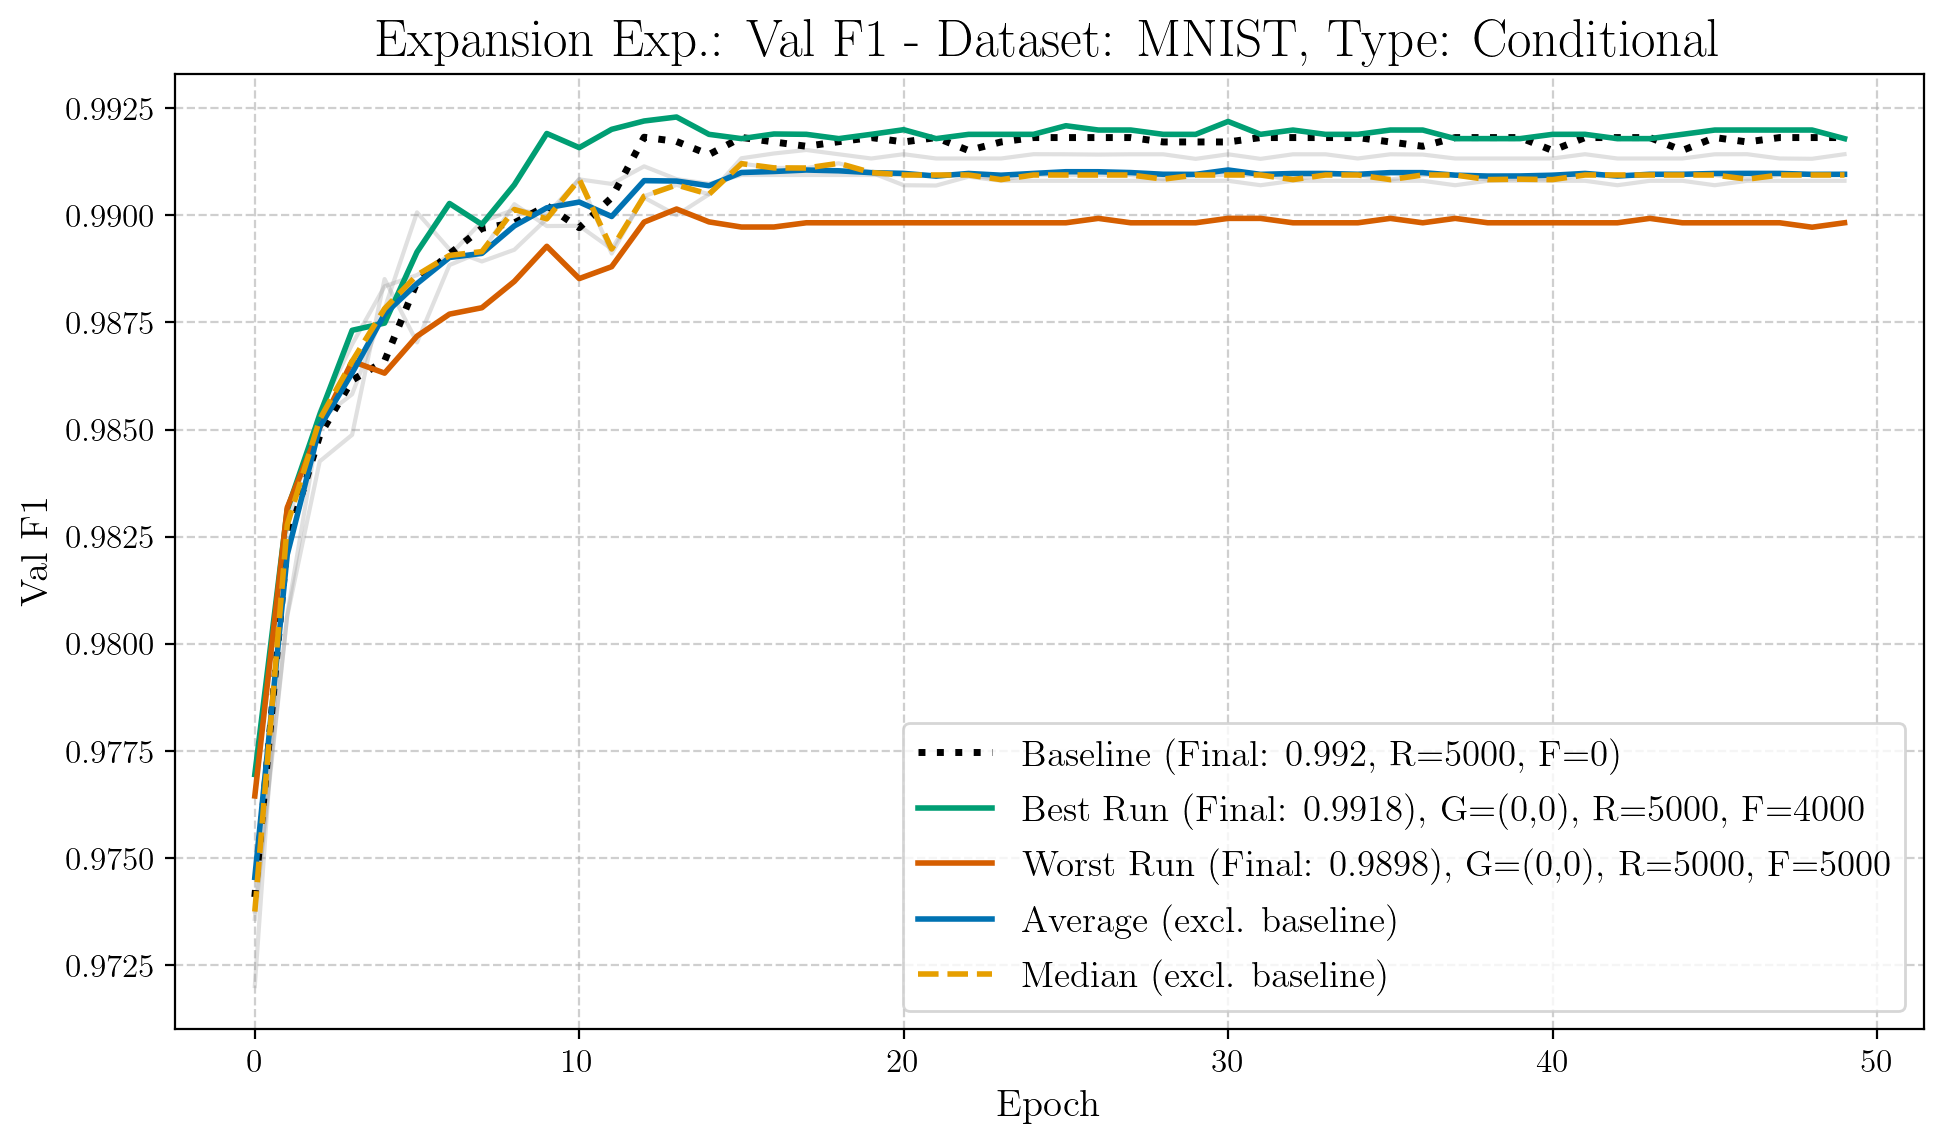 Expansion Exp.: Val F1 - Dataset: MNIST, Type: Conditional
Val F1
0.9925
0.9900
0.9875
0.9850
0.9825
0.9800
0.9775
0.9750
0.9725
Baseline (Final: 0.992, R=5000, F=0)
Best Run (Final: 0.9918), G=(0,0), R=5000, F=4000
Worst Run (Final: 0.9898), G=(0,0), R=5000, F=5000
Average (excl. baseline)
Median (excl. baseline)
0 10 20 30 40 50
Epoch